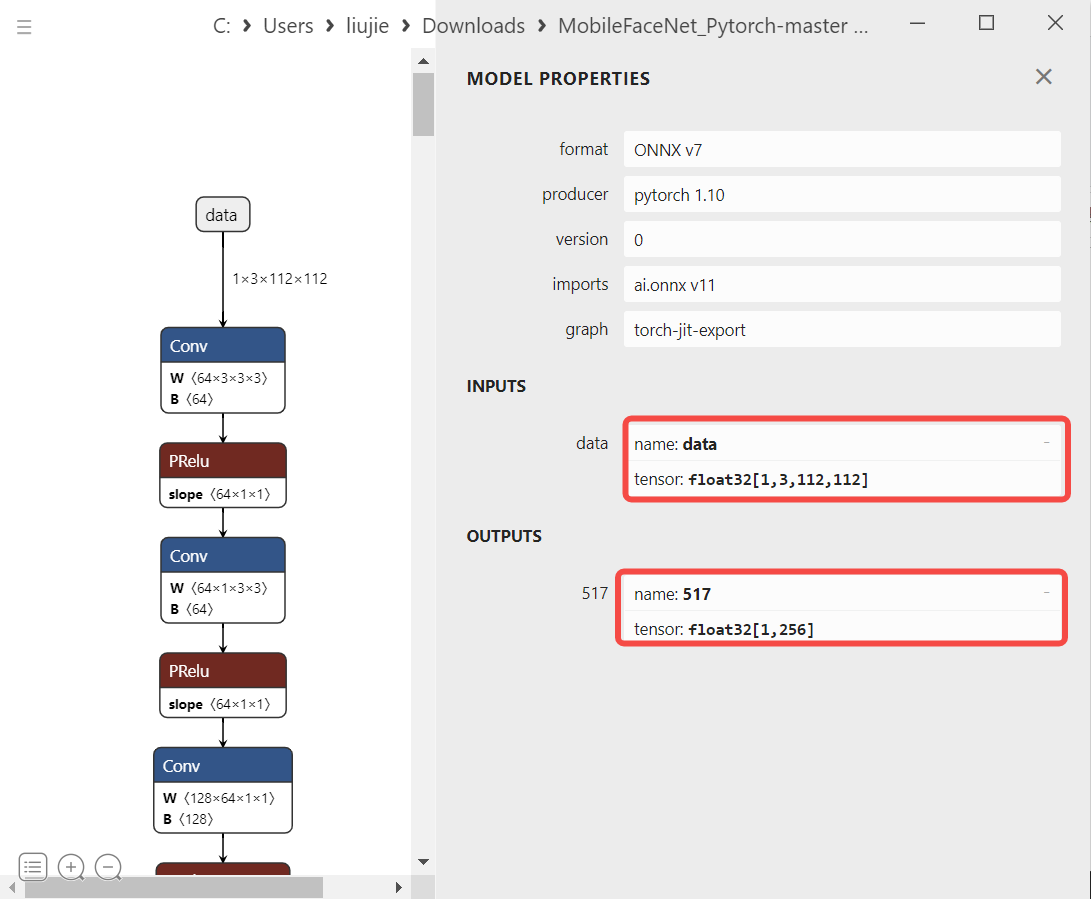 C: > Users > liujie > Downloads > MobileFaceNet_Pytorch-master ...
data
1×3×112×112
Conv
W ⟨64×3×3×3⟩
B ⟨64⟩
PRelu
slope ⟨64×1×1⟩
Conv
W ⟨64×1×3×3⟩
B ⟨64⟩
PRelu
slope ⟨64×1×1⟩
Conv
W ⟨128×64×1×1⟩
B ⟨128⟩
MODEL PROPERTIES
format ONNX v7
producer pytorch 1.10
version 0
imports ai.onnx v11
graph torch-jit-export
INPUTS
data name: data
tensor: float32[1,3,112,112]
OUTPUTS
517 name: 517
tensor: float32[1,256]